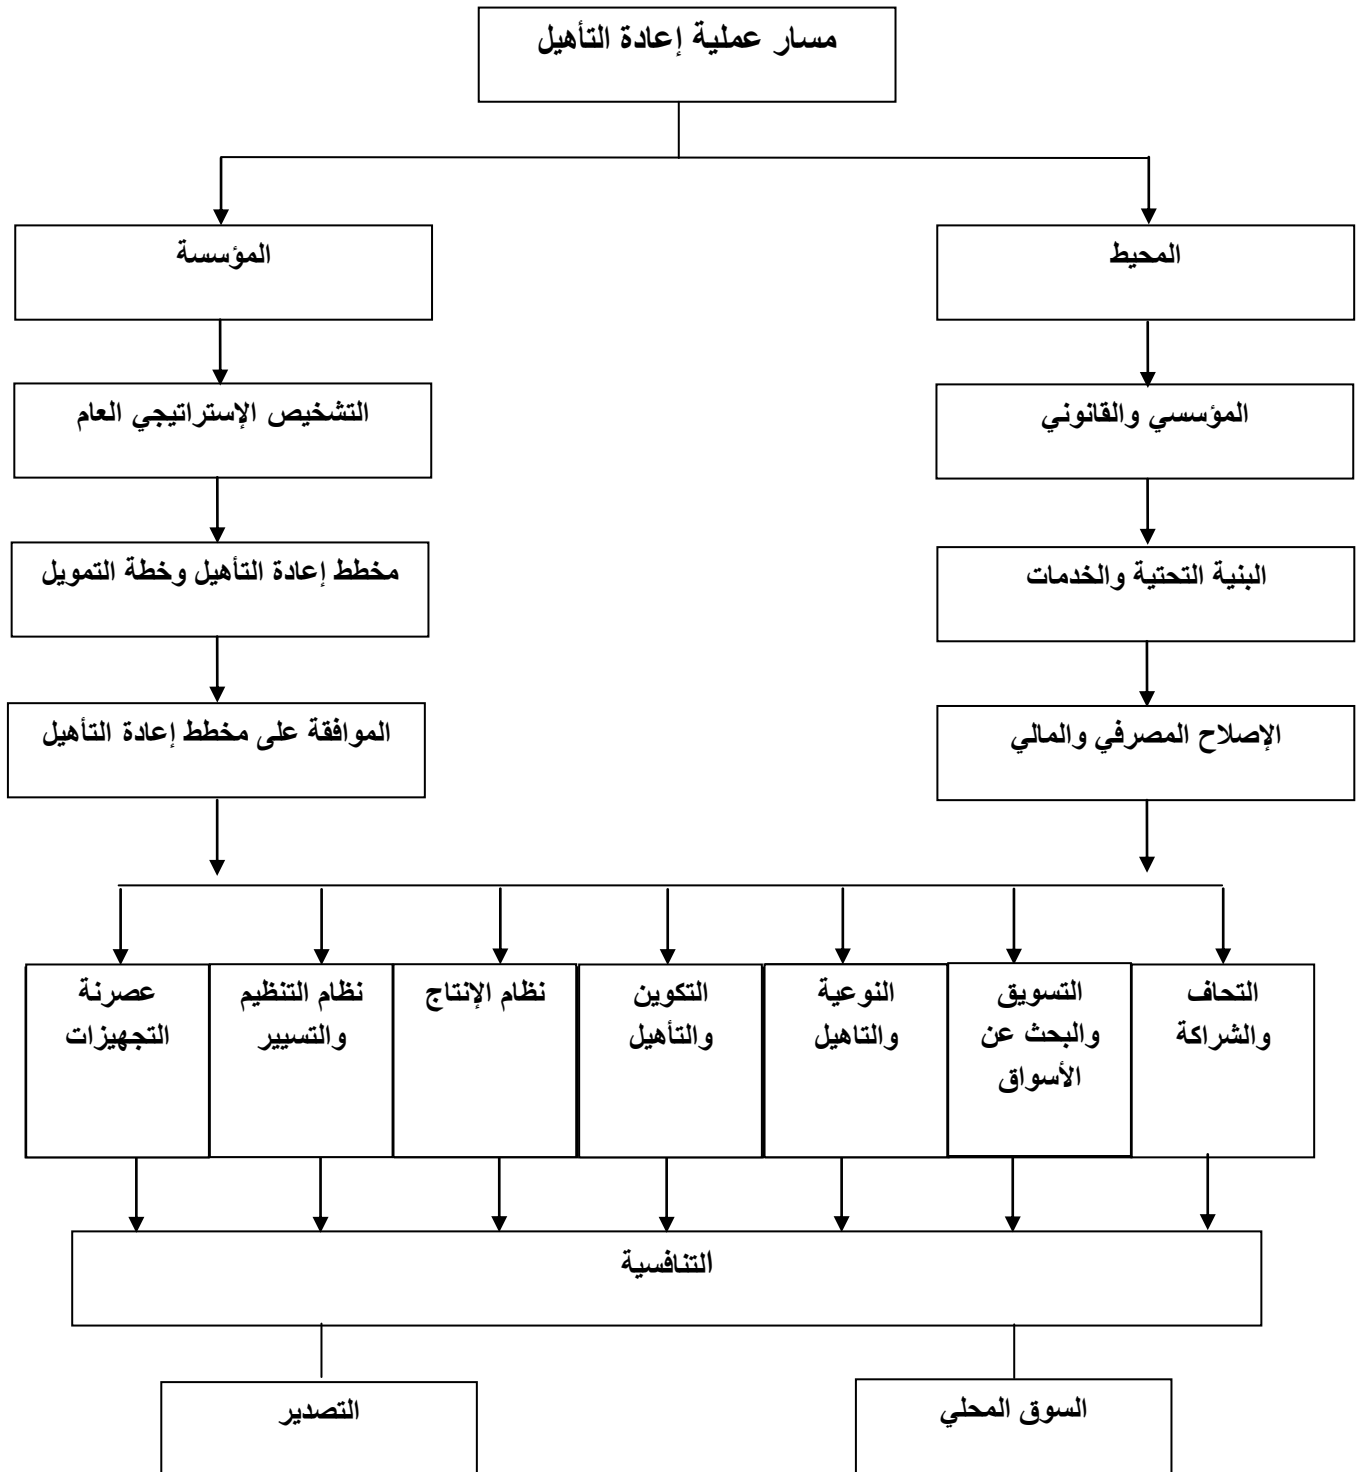 مسار عملية إعادة التأهيل
المحيط
المؤسسة
المؤسسي والقانوني
التشخيص الإستراتيجي العام
البنية التحتية والخدمات
مخطط إعادة التأهيل وخطة التمويل
الإصلاح المصرفي والمالي
الموافقة على مخطط إعادة التأهيل
التحاف
والشراكة
التسويق
والبحث عن
الأسواق
النوعية
والتاهيل
التكوين
والتأهيل
نظام الإنتاج
نظام التنظيم
والتسيير
عصرنة
التجهيزات
التنافسية
السوق المحلي
التصدير